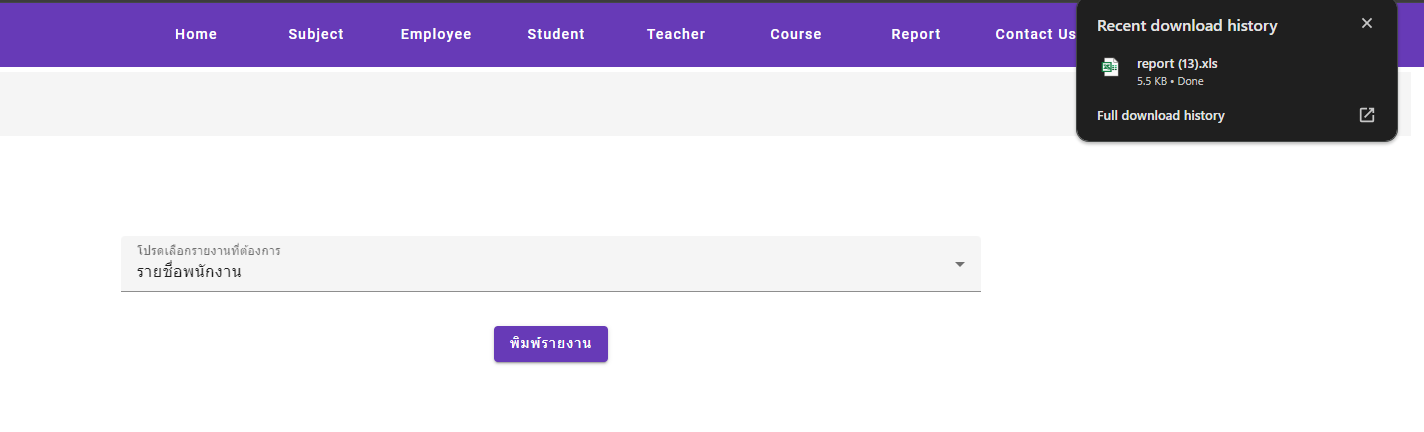 Home Subject Employee Student Teacher Course Report Contact Us
Recent download history
report (13).xls
5.5 KB • Done
Full download history
โปรดเลือกรายงานที่ต้องการ
รายชื่อพนักงาน
พิมพ์รายงาน